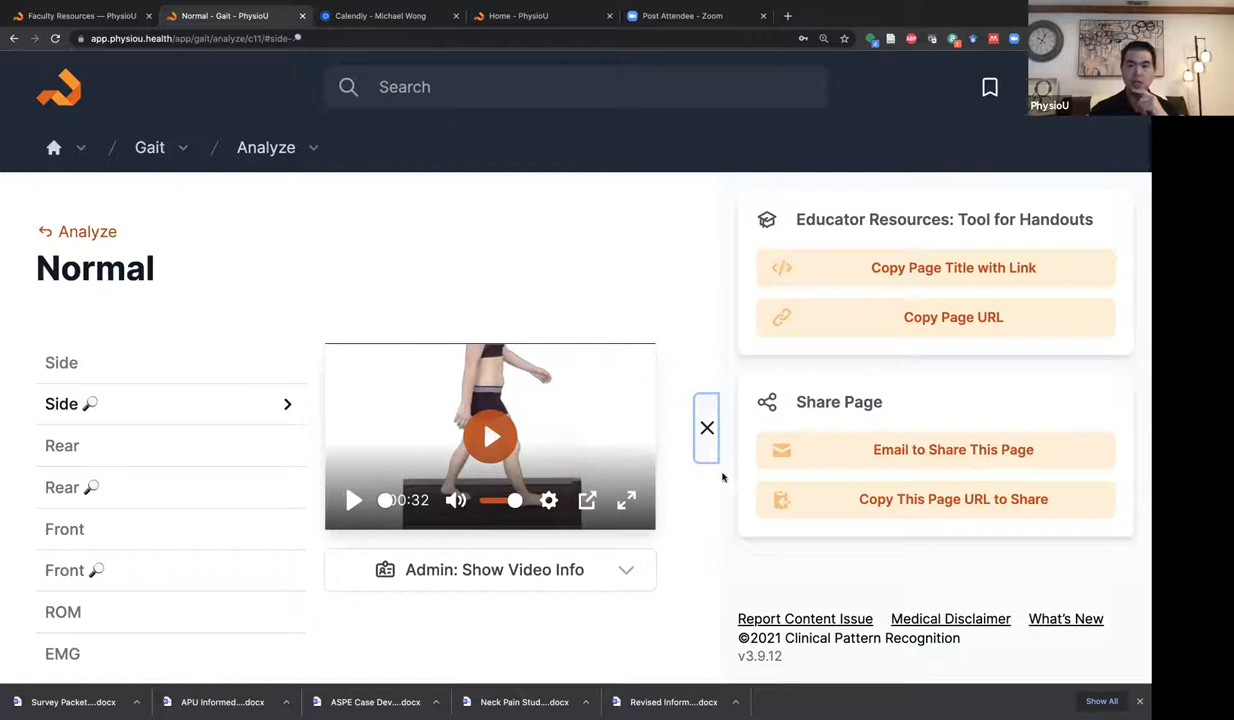 Faculty Resources — PhysioU
Normal - Gait - PhysioU
Calendly - Michael Wong
Home - PhysioU
Post Attendee - Zoom
app.physiou.health/app/gait/analyze/c11/#side-
Search
PhysioU
/ Gait / Analyze
Analyze
Normal
Educator Resources: Tool for Handouts
Copy Page Title with Link
Copy Page URL
Side
Side
Rear
Rear
Front
Front
ROM
EMG
00:32
Admin: Show Video Info
Share Page
Email to Share This Page
Copy This Page URL to Share
Report Content Issue Medical Disclaimer What's New
©2021 Clinical Pattern Recognition
v3.9.12
Survey Packet....docx
APU Informed....docx
ASPE Case Dev....docx
Neck Pain Stud....docx
Revised Inform....docx
Show All